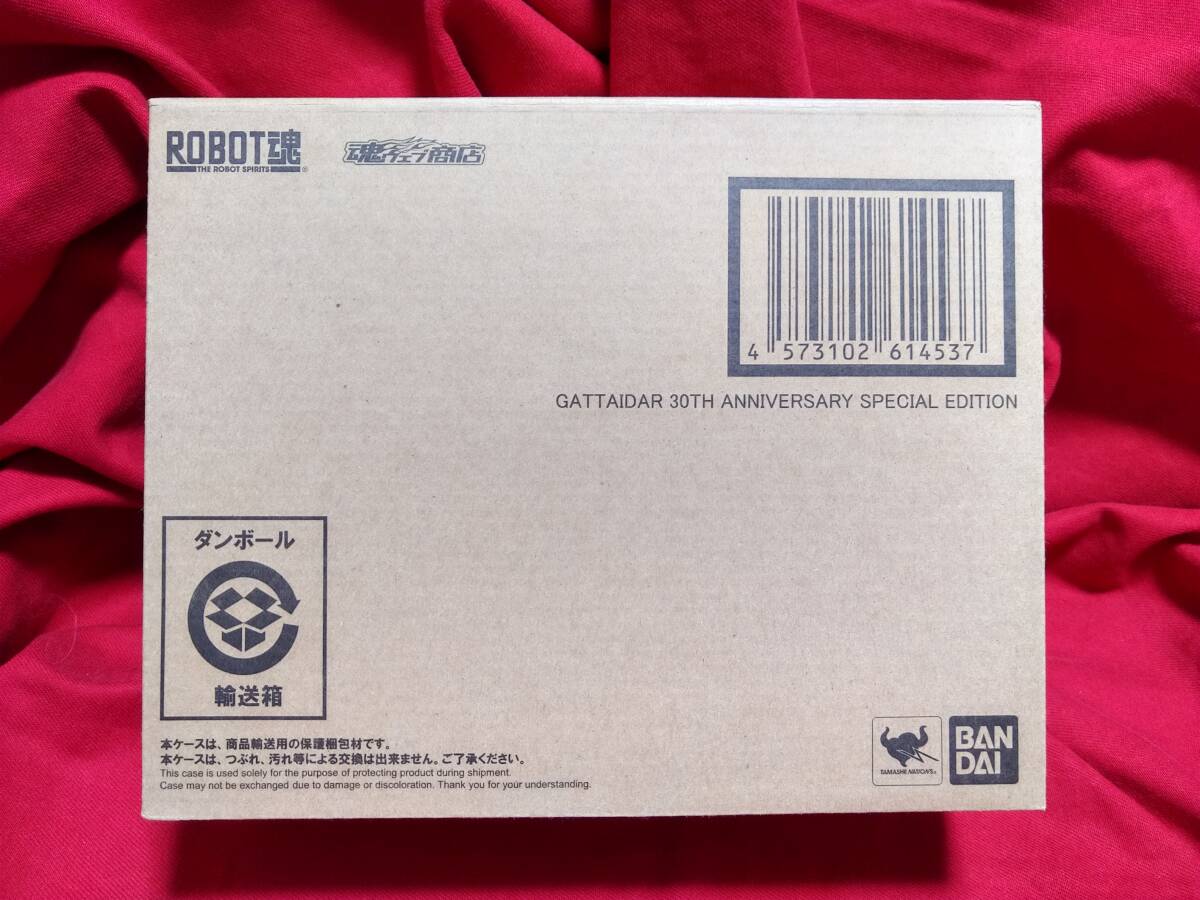 ROBOT魂
THE ROBOT SPIRITS®
魂ウェブ商店
4 573102 614537
GATTAIDAR 30TH ANNIVERSARY SPECIAL EDITION
ダンボール
輸送箱
本ケースは、商品輸送用の保護梱包材です。
本ケースは、つぶれ、汚れ等による交換は出来ません。ご了承ください。
This case is used solely for the purpose of protecting product during shipment.
Case may not be exchanged due to damage or discoloration. Thank you for your understanding.
TAMASHII NATIONS®
BAN
DAI